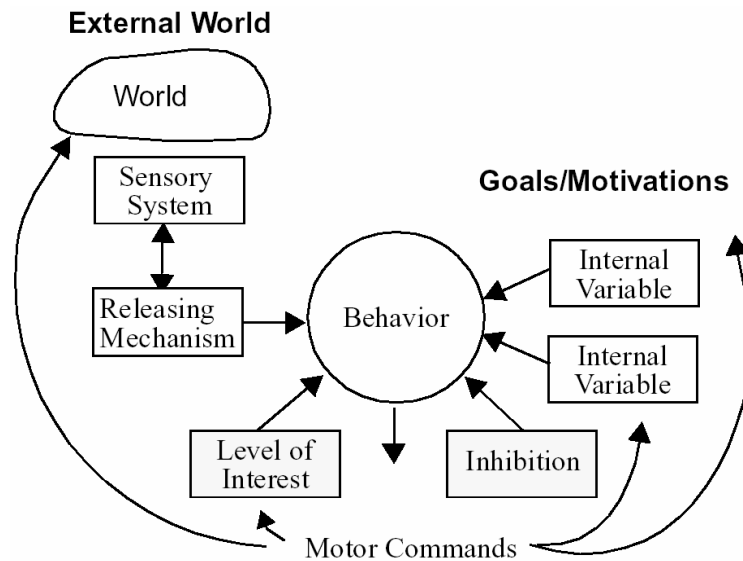 External World
World
Sensory
System
Goals/Motivations
Internal
Variable
Releasing
Mechanism
Behavior
Internal
Variable
Level of
Interest
Inhibition
Motor Commands